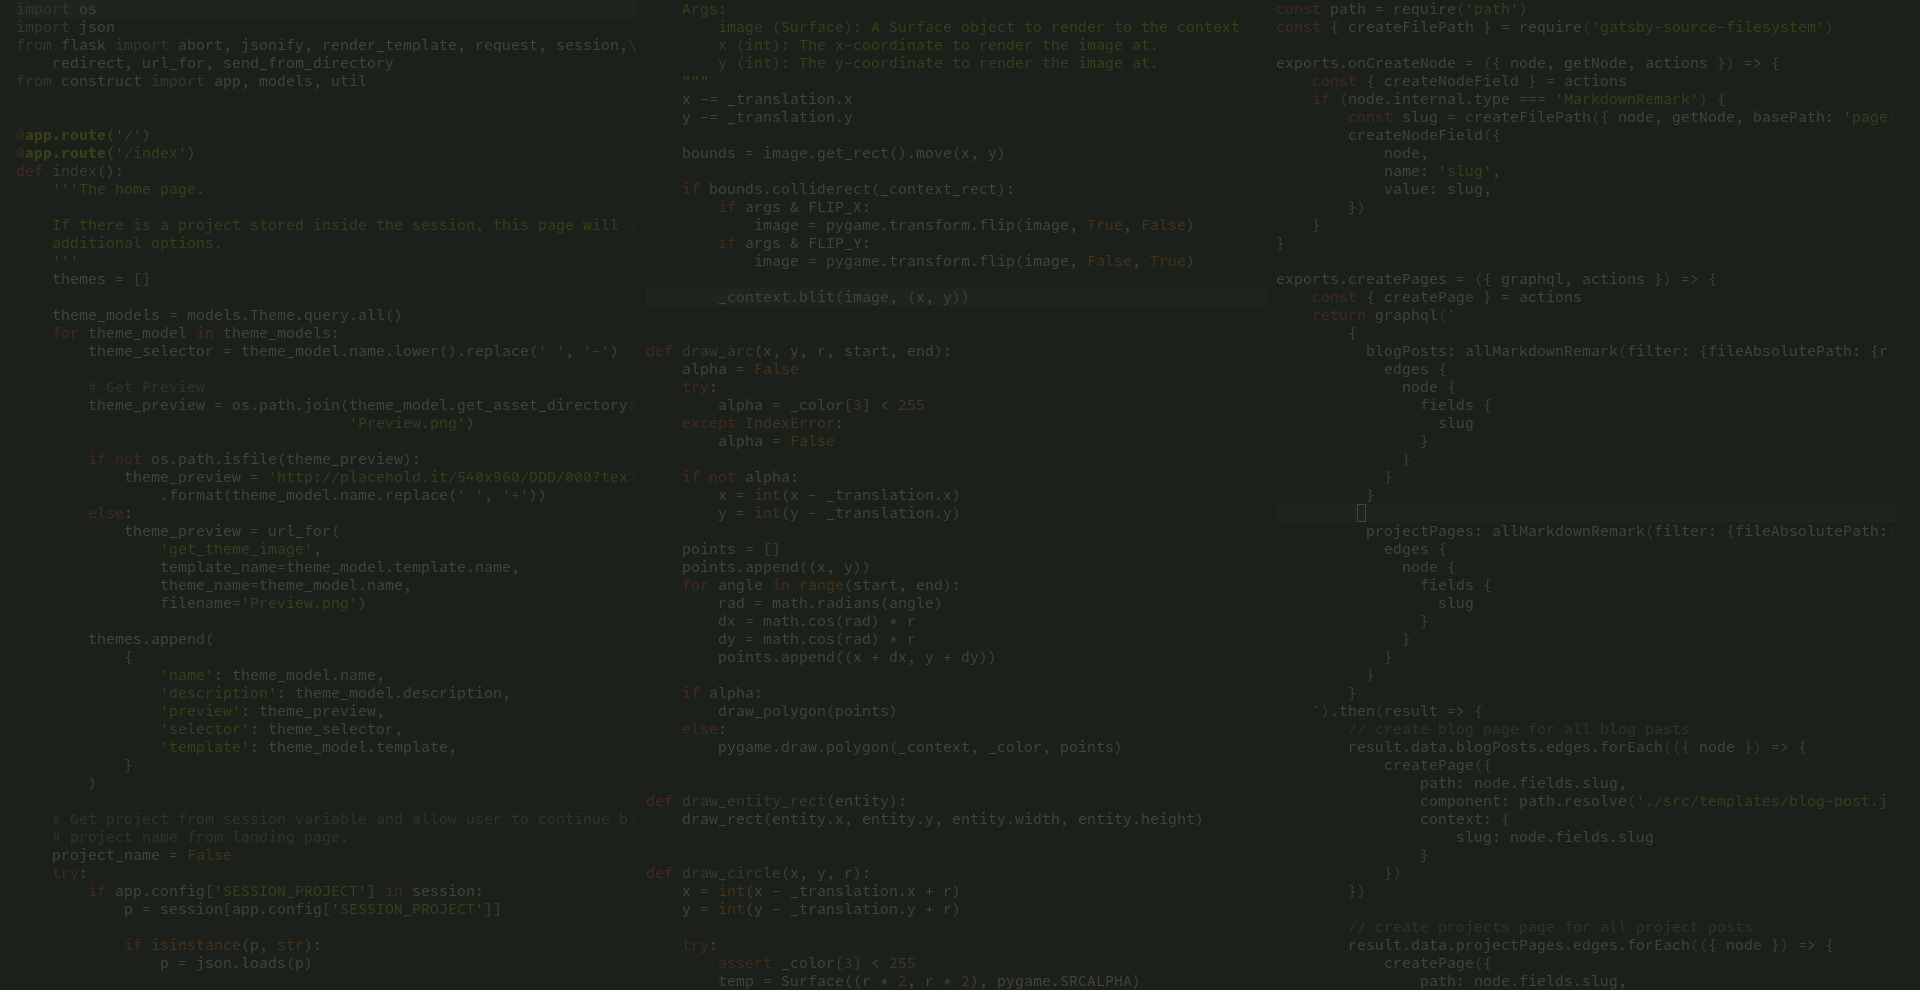 import os
import json
from flask import abort, jsonify, render_template, request, session,\
    redirect, url_for, send_from_directory
from construct import app, models, util
@app.route('/')
@app.route('/index')
def index():
    '''The home page.
    If there is a project stored inside the session, this page will
    additional options.
    '''
    themes = []
    theme_models = models.Theme.query.all()
    for theme_model in theme_models:
        theme_selector = theme_model.name.lower().replace(' ', '-')
        # Get Preview
        theme_preview = os.path.join(theme_model.get_asset_directory
                                     'Preview.png')
        if not os.path.isfile(theme_preview):
            theme_preview = 'http://placehold.it/540x960/DDD/000?tex
                .format(theme_model.name.replace(' ', '+'))
        else:
            theme_preview = url_for(
                'get_theme_image',
                template_name=theme_model.template.name,
                theme_name=theme_model.name,
                filename='Preview.png')
        themes.append(
            {
                'name': theme_model.name,
                'description': theme_model.description,
                'preview': theme_preview,
                'selector': theme_selector,
                'template': theme_model.template,
            }
        )
    # Get project from session variable and allow user to continue b
    # project name from landing page.
    project_name = False
    try:
        if app.config['SESSION_PROJECT'] in session:
            p = session[app.config['SESSION_PROJECT']]
            if isinstance(p, str):
                p = json.loads(p)
    Args:
        image (Surface): A Surface object to render to the context
        x (int): The x-coordinate to render the image at.
        y (int): The y-coordinate to render the image at.
    """
    x -= _translation.x
    y -= _translation.y
    bounds = image.get_rect().move(x, y)
    if bounds.colliderect(_context_rect):
        if args & FLIP_X:
            image = pygame.transform.flip(image, True, False)
        if args & FLIP_Y:
            image = pygame.transform.flip(image, False, True)
        _context.blit(image, (x, y))
def draw_arc(x, y, r, start, end):
    alpha = False
    try:
        alpha = _color[3] < 255
    except IndexError:
        alpha = False
    if not alpha:
        x = int(x - _translation.x)
        y = int(y - _translation.y)
    points = []
    points.append((x, y))
    for angle in range(start, end):
        rad = math.radians(angle)
        dx = math.cos(rad) * r
        dy = math.cos(rad) * r
        points.append((x + dx, y + dy))
    if alpha:
        draw_polygon(points)
    else:
        pygame.draw.polygon(_context, _color, points)
def draw_entity_rect(entity):
    draw_rect(entity.x, entity.y, entity.width, entity.height)
def draw_circle(x, y, r):
    x = int(x - _translation.x + r)
    y = int(y - _translation.y + r)
    try:
        assert _color[3] < 255
        temp = Surface((r * 2, r * 2), pygame.SRCALPHA)
const path = require('path')
const { createFilePath } = require('gatsby-source-filesystem')
exports.onCreateNode = ({ node, getNode, actions }) => {
    const { createNodeField } = actions
    if (node.internal.type === 'MarkdownRemark') {
        const slug = createFilePath({ node, getNode, basePath: 'page
        createNodeField({
            node,
            name: 'slug',
            value: slug,
        })
    }
}
exports.createPages = ({ graphql, actions }) => {
    const { createPage } = actions
    return graphql(`
        {
          blogPosts: allMarkdownRemark(filter: {fileAbsolutePath: {r
            edges {
              node {
                fields {
                  slug
                }
              }
            }
          }
          projectPages: allMarkdownRemark(filter: {fileAbsolutePath:
            edges {
              node {
                fields {
                  slug
                }
              }
            }
          }
        }
    `).then(result => {
        // create blog page for all blog pasts
        result.data.blogPosts.edges.forEach(({ node }) => {
            createPage({
                path: node.fields.slug,
                component: path.resolve('./src/templates/blog-post.j
                context: {
                    slug: node.fields.slug
                }
            })
        })
        // create projects page for all project posts
        result.data.projectPages.edges.forEach(({ node }) => {
            createPage({
                path: node.fields.slug,